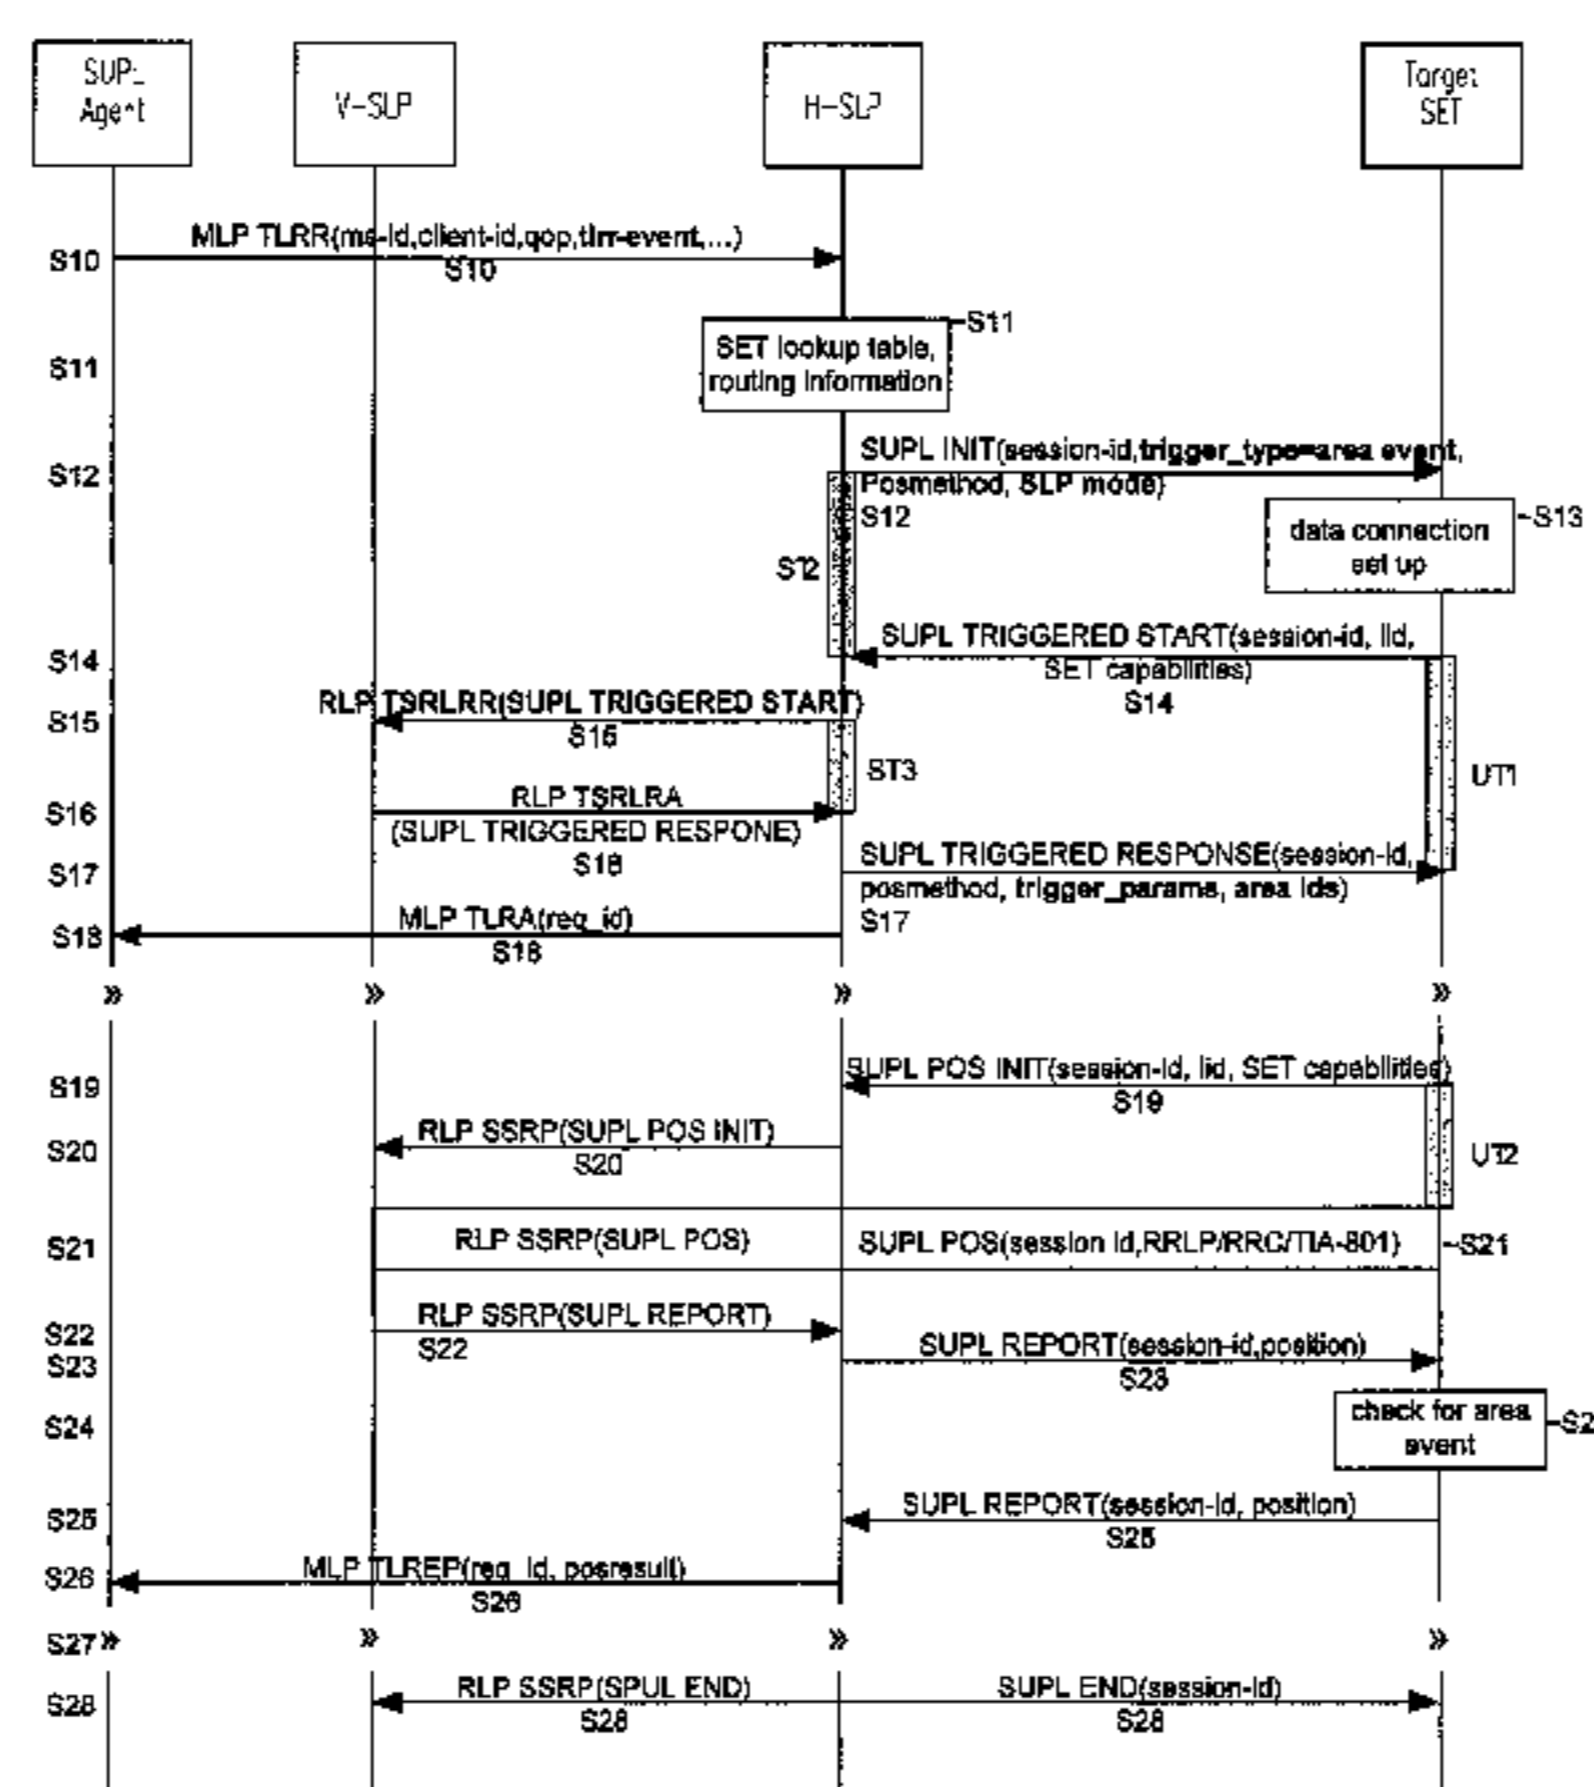 SUPL
Agent
V-SLP
H-SLP
Target
SET
MLP TLRR(ms-id,client-id,qop,tlrr-event,...)
S10
S10
S11
SET lookup table,
routing information
S11
SUPL INIT(session-id,trigger_type=area event,
Posmethod, SLP mode)
S12
S12
S13
data connection
set up
ST2
SUPL TRIGGERED START(session-id, lid,
SET capabilities)
S14
S14
RLP TSRLRR(SUPL TRIGGERED START)
S15
S15
ST3
UT1
RLP TSRLRA
(SUPL TRIGGERED RESPONE)
S16
S16
SUPL TRIGGERED RESPONSE(session-id,
posmethod, trigger_params, area ids)
S17
S17
MLP TLRA(req_id)
S18
S18
»
»
»
»
SUPL POS INIT(session-id, lid, SET capabilities)
S19
S19
RLP SSRP(SUPL POS INIT)
S20
S20
UT2
RLP SSRP(SUPL POS)
SUPL POS(session id,RRLP/RRC/TIA-801)
S21
S21
RLP SSRP(SUPL REPORT)
S22
S22
SUPL REPORT(session-id,position)
S23
S23
check for area
event
S24
S2
SUPL REPORT(session-id, position)
S25
S25
MLP TLREP(req_id, posresult)
S26
S26
S27 »
»
»
»
RLP SSRP(SPUL END)
SUPL END(session-id)
S28
S28
S28